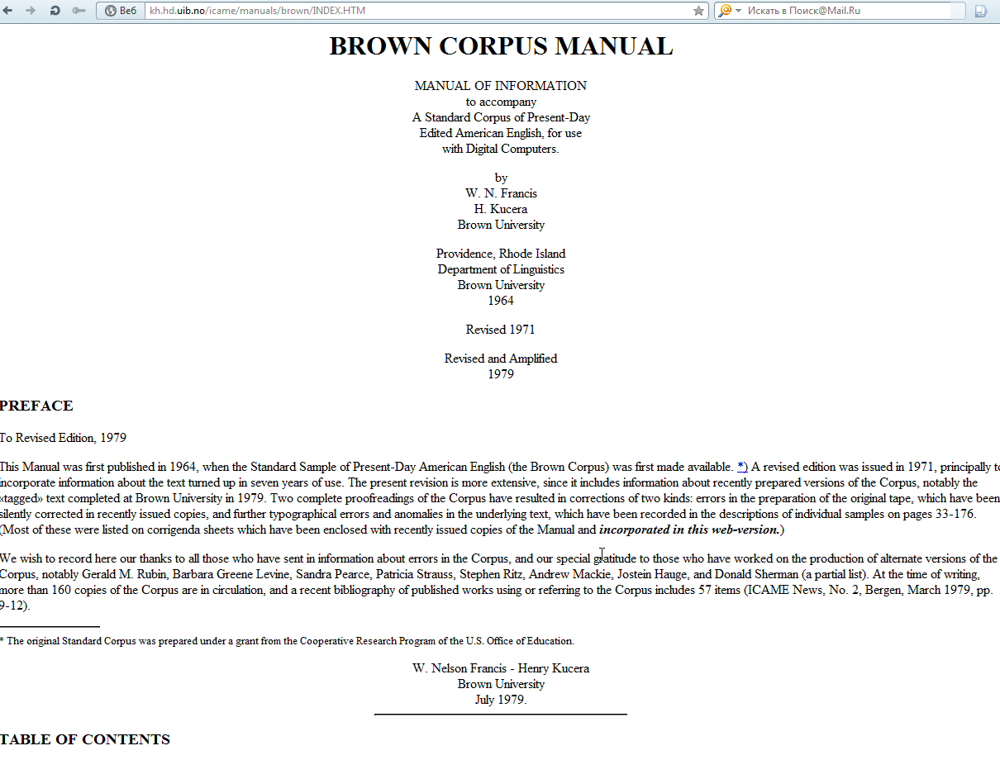 Веб
kh.hd.uib.no/icame/manuals/brown/INDEX.HTM
Искать в Поиск@Mail.Ru
BROWN CORPUS MANUAL
MANUAL OF INFORMATION
to accompany
A Standard Corpus of Present-Day
Edited American English, for use
with Digital Computers.
by
W. N. Francis
H. Kucera
Brown University
Providence, Rhode Island
Department of Linguistics
Brown University
1964
Revised 1971
Revised and Amplified
1979
PREFACE
To Revised Edition, 1979
This Manual was first published in 1964, when the Standard Sample of Present-Day American English (the Brown Corpus) was first made available. *) A revised edition was issued in 1971, principally to
incorporate information about the text turned up in seven years of use. The present revision is more extensive, since it includes information about recently prepared versions of the Corpus, notably the
«tagged» text completed at Brown University in 1979. Two complete proofreadings of the Corpus have resulted in corrections of two kinds: errors in the preparation of the original tape, which have been
silently corrected in recently issued copies, and further typographical errors and anomalies in the underlying text, which have been recorded in the descriptions of individual samples on pages 33-176.
(Most of these were listed on corrigenda sheets which have been enclosed with recently issued copies of the Manual and incorporated in this web-version.)
We wish to record here our thanks to all those who have sent in information about errors in the Corpus, and our special gratitude to those who have worked on the production of alternate versions of the
Corpus, notably Gerald M. Rubin, Barbara Greene Levine, Sandra Pearce, Patricia Strauss, Stephen Ritz, Andrew Mackie, Jostein Hauge, and Donald Sherman (a partial list). At the time of writing,
more than 160 copies of the Corpus are in circulation, and a recent bibliography of published works using or referring to the Corpus includes 57 items (ICAME News, No. 2, Bergen, March 1979, pp.
9-12).
* The original Standard Corpus was prepared under a grant from the Cooperative Research Program of the U.S. Office of Education.
W. Nelson Francis - Henry Kucera
Brown University
July 1979.
TABLE OF CONTENTS